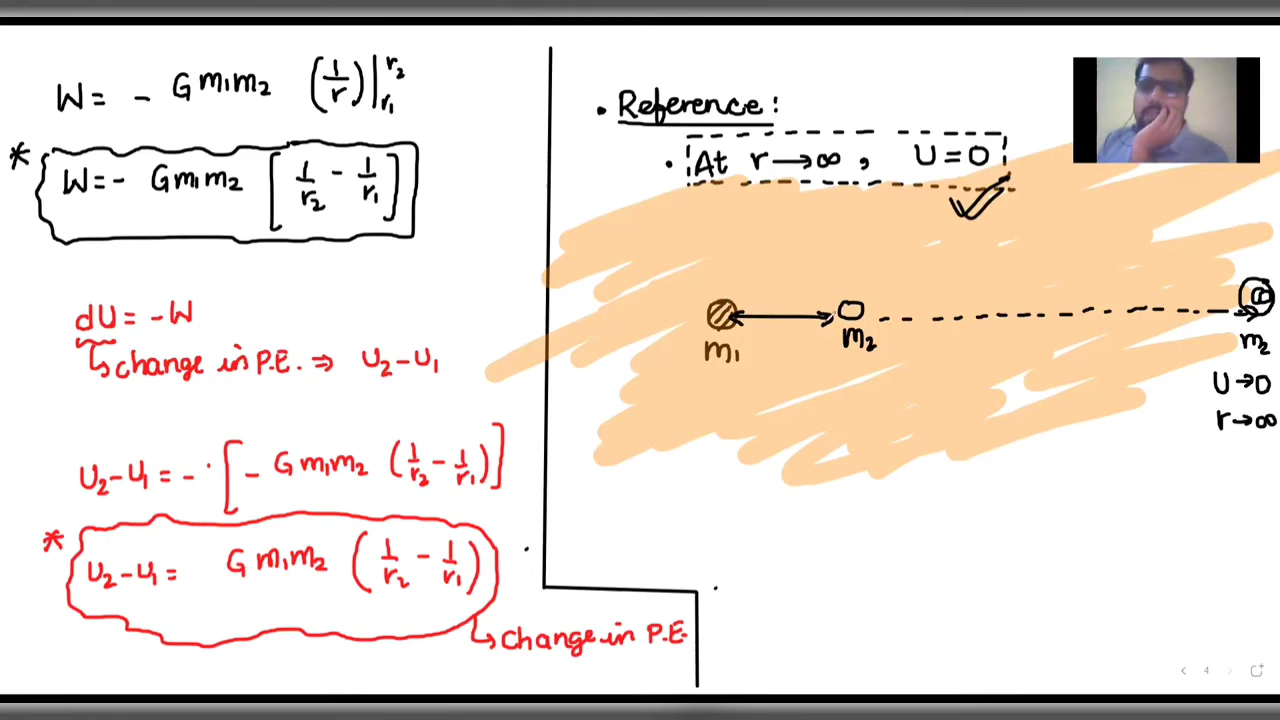 W = - Gm₁m₂ (1/r)|r₂ r₁
* W = - Gm₁m₂ [1/r₂ - 1/r₁]
dU = -W
↳ change in P.E. ⇒ U₂-U₁
U₂-U₁ = - · [- Gm₁m₂ (1/r₂ - 1/r₁)]
* U₂-U₁ = Gm₁m₂ (1/r₂ - 1/r₁)
↳ Change in P.E.
• Reference:
• At r→∞, U=0
m₁
m₂
m₂
U→0
r→∞
4